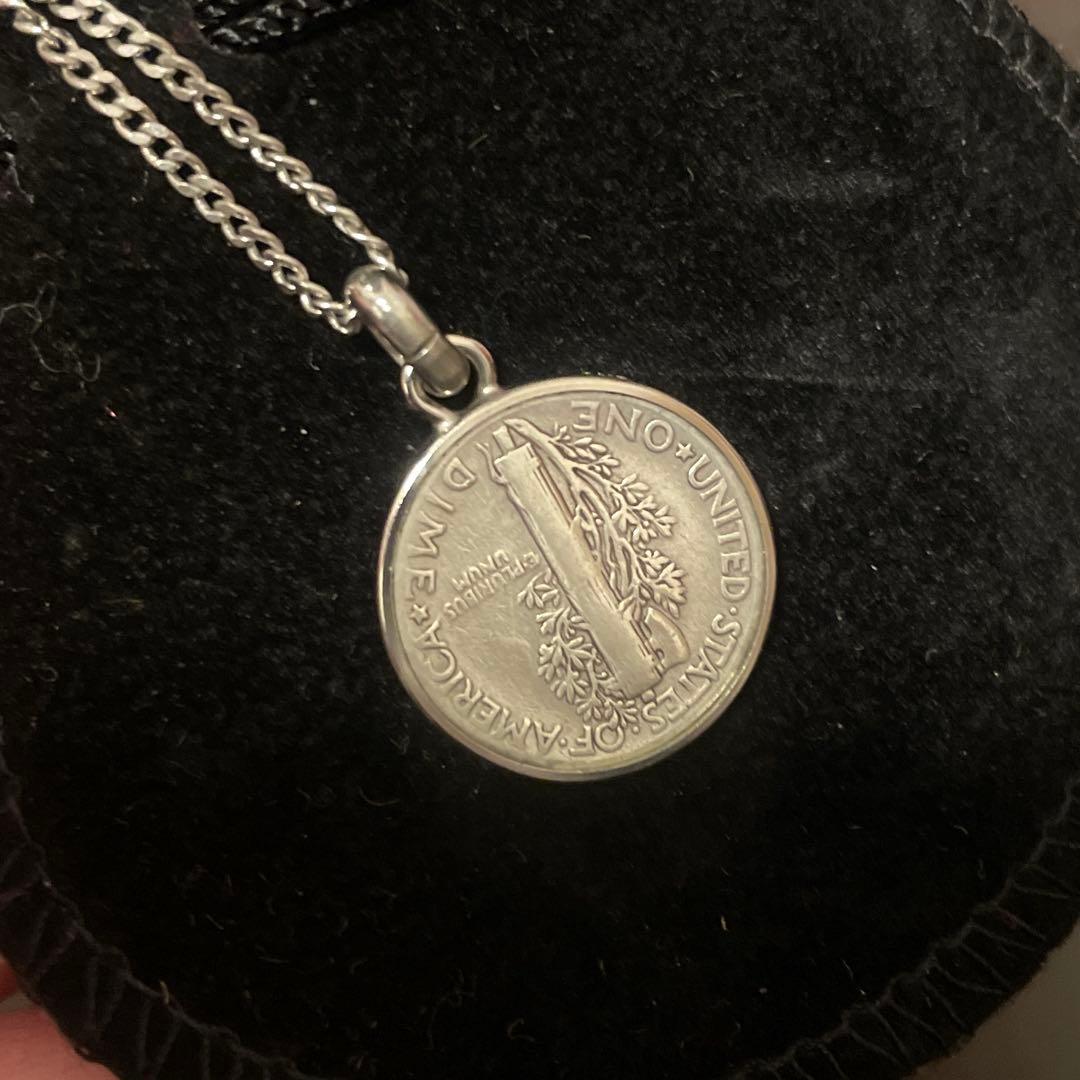 UNITED·STATES·OF·AMERICA
E·PLURIBUS
UNUM
ONE★DIME★